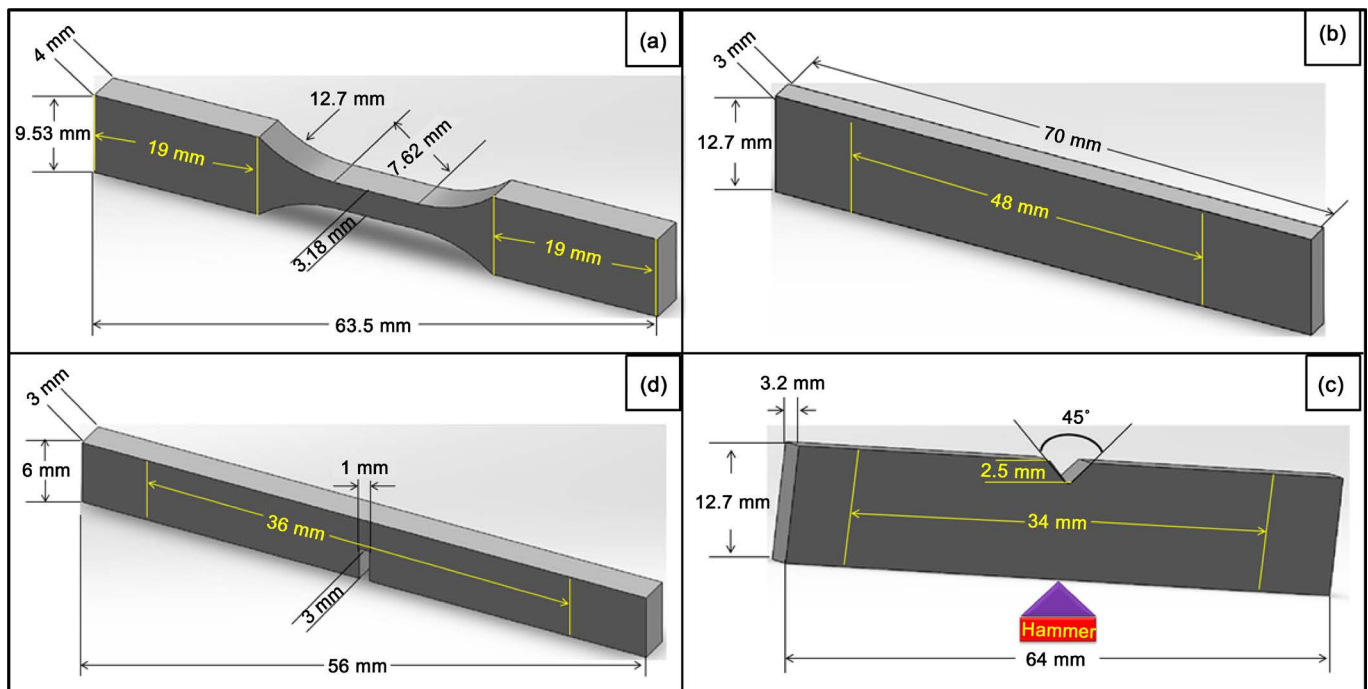 (a)
4 mm
9.53 mm
19 mm
12.7 mm
7.62 mm
3.18 mm
19 mm
63.5 mm
(b)
3 mm
12.7 mm
70 mm
48 mm
(d)
3 mm
6 mm
1 mm
36 mm
3 mm
56 mm
(c)
3.2 mm
45°
2.5 mm
12.7 mm
34 mm
Hammer
64 mm